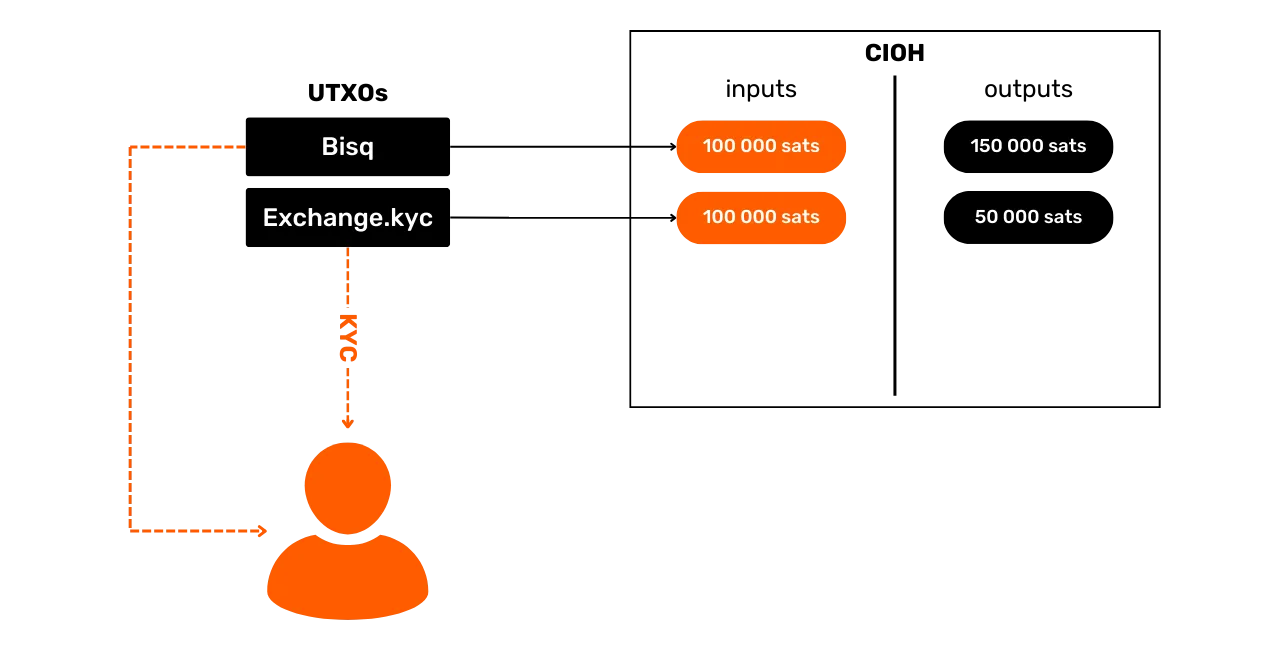 UTXOs
Bisq
Exchange.kyc
KYC
CIOH
inputs
outputs
100 000 sats
150 000 sats
100 000 sats
50 000 sats